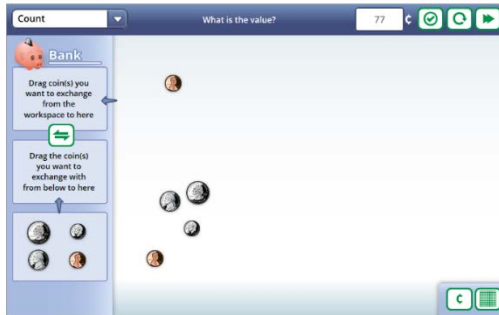 Count
What is the value?
77 ¢
Bank
Drag coin(s) you
want to exchange
from the
workspace to here
Drag the coin(s)
you want to
exchange with
from below to here
C